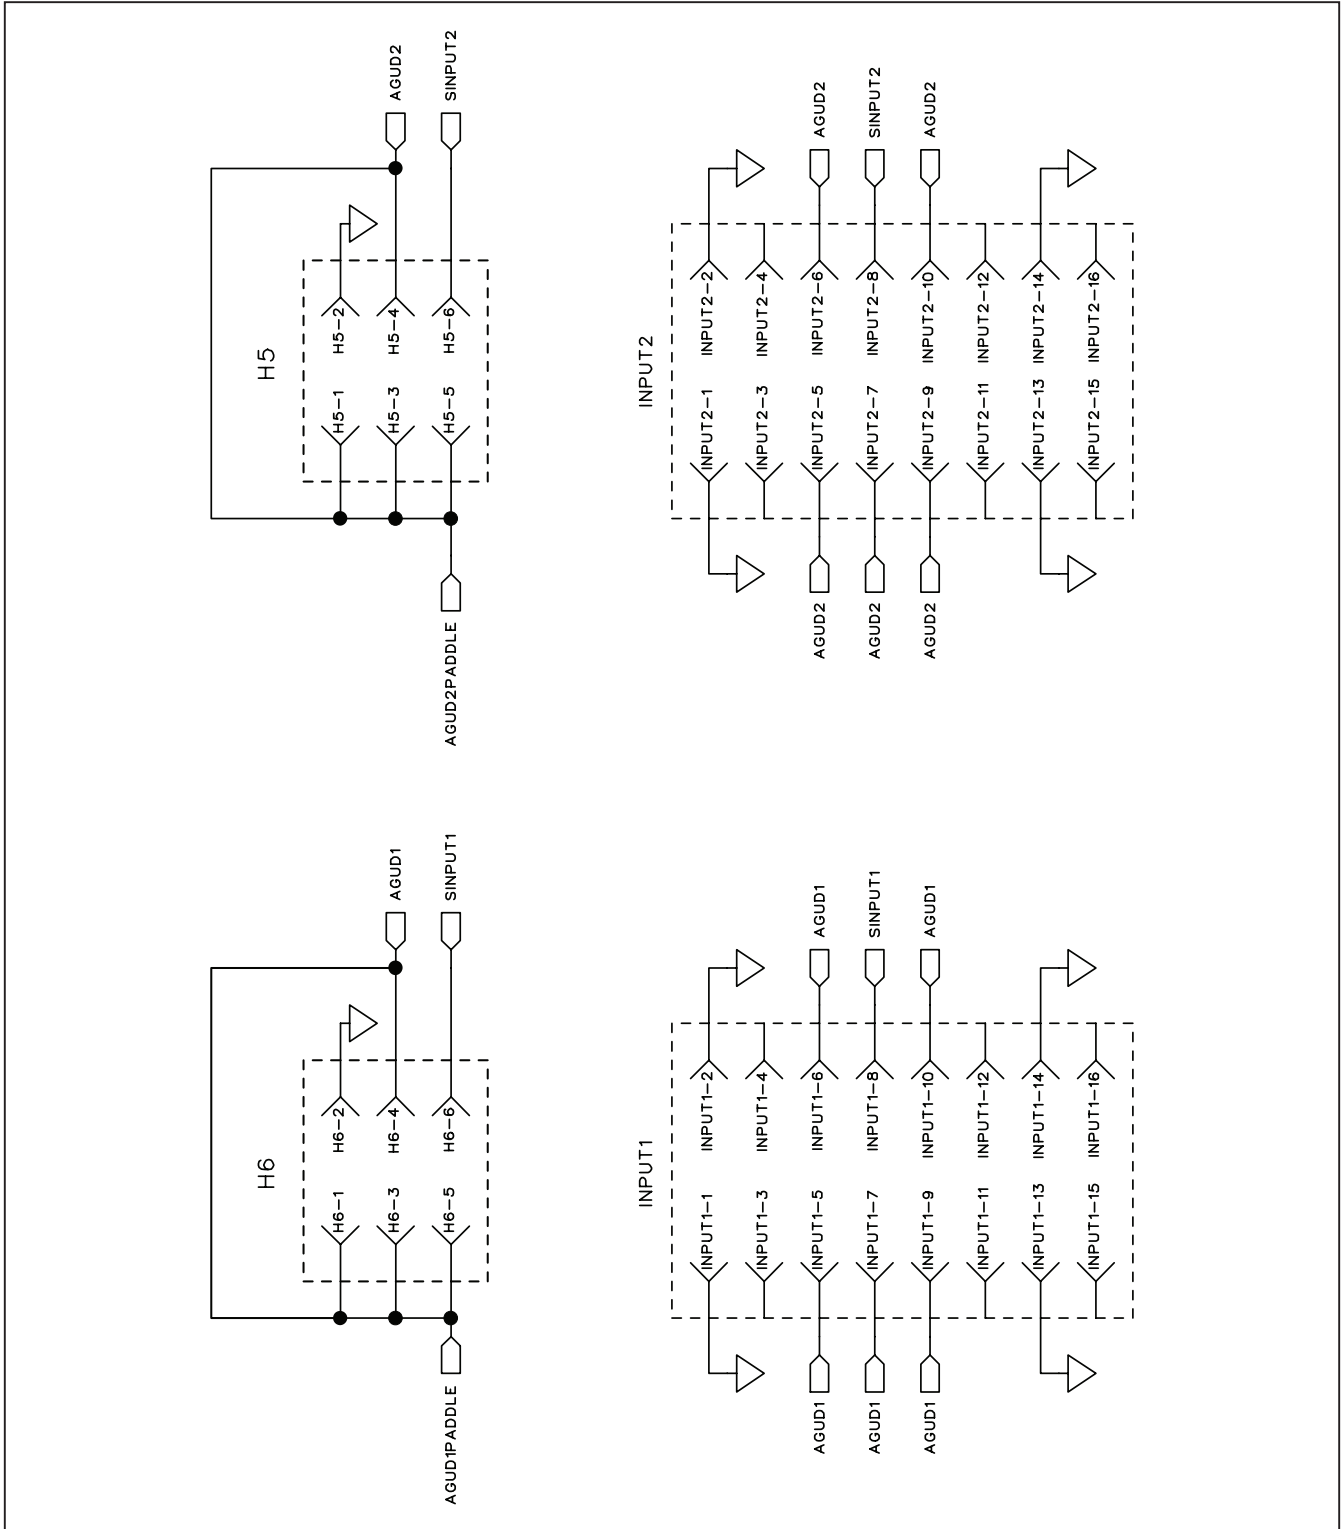 H5
AGUD2
SINPUT2
H5-2
H5-4
H5-6
H5-1
H5-3
H5-5
AGUD2PADDLE
INPUT2
AGUD2
SINPUT2
AGUD2
INPUT2-2
INPUT2-4
INPUT2-6
INPUT2-8
INPUT2-10
INPUT2-12
INPUT2-14
INPUT2-16
INPUT2-1
INPUT2-3
INPUT2-5
INPUT2-7
INPUT2-9
INPUT2-11
INPUT2-13
INPUT2-15
AGUD2
AGUD2
AGUD2
H6
AGUD1
SINPUT1
H6-2
H6-4
H6-6
H6-1
H6-3
H6-5
AGUD1PADDLE
INPUT1
AGUD1
SINPUT1
AGUD1
INPUT1-2
INPUT1-4
INPUT1-6
INPUT1-8
INPUT1-10
INPUT1-12
INPUT1-14
INPUT1-16
INPUT1-1
INPUT1-3
INPUT1-5
INPUT1-7
INPUT1-9
INPUT1-11
INPUT1-13
INPUT1-15
AGUD1
AGUD1
AGUD1